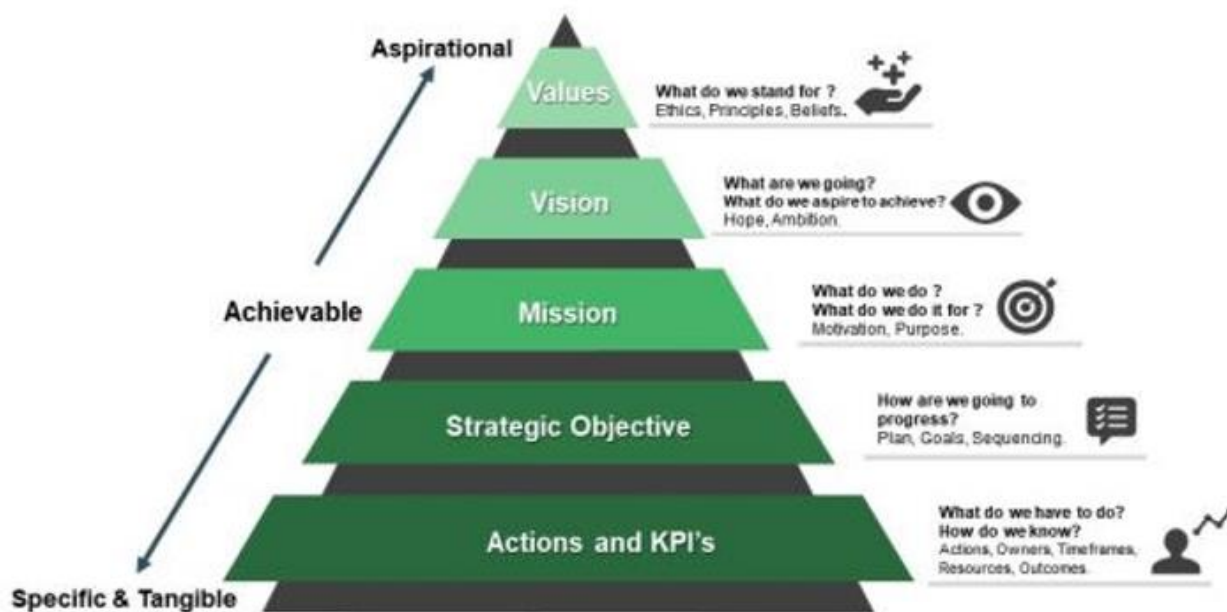 Aspirational
Values
What do we stand for ?
Ethics, Principles, Beliefs.
Vision
What are we going?
What do we aspire to achieve?
Hope, Ambition.
Achievable
Mission
What do we do ?
What do we do it for ?
Motivation, Purpose.
Strategic Objective
How are we going to
progress?
Plan, Goals, Sequencing.
Actions and KPI's
What do we have to do?
How do we know?
Actions, Owners, Timeframes,
Resources, Outcomes.
Specific & Tangible